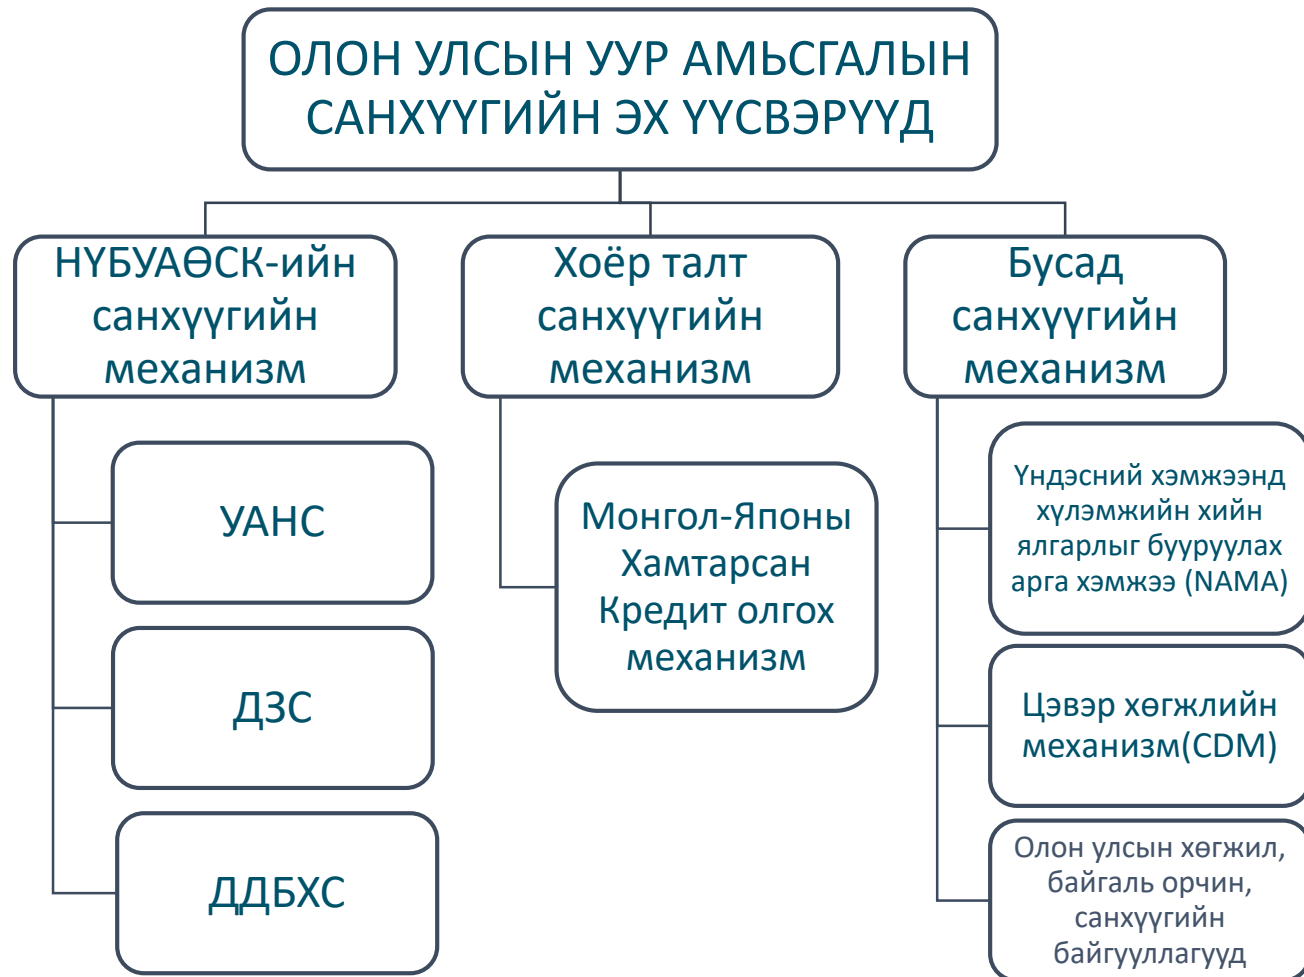 ОЛОН УЛСЫН УУР АМЬСГАЛЫН
САНХҮҮГИЙН ЭХ ҮҮСВЭРҮҮД
НҮБУАӨСК-ийн
санхүүгийн
механизм
УАНС
ДЗС
ДДБХС
Хоёр талт
санхүүгийн
механизм
Монгол-Японы
Хамтарсан
Кредит олгох
механизм
Бусад
санхүүгийн
механизм
Үндэсний хэмжээнд
хүлэмжийн хийн
ялгарлыг бууруулах
арга хэмжээ (NAMA)
Цэвэр хөгжлийн
механизм(CDM)
Олон улсын хөгжил,
байгаль орчин,
санхүүгийн
байгууллагууд